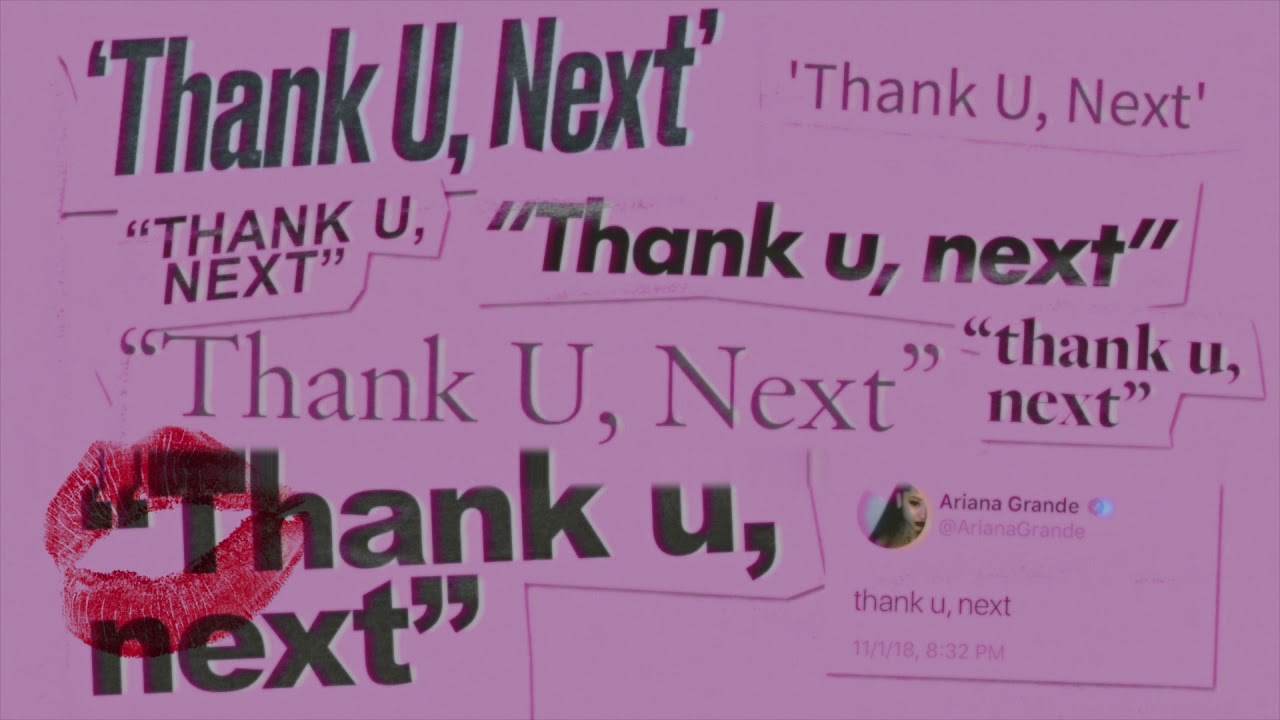 ‘Thank U, Next’
'Thank U, Next'
“THANK U,
NEXT”
“Thank u, next”
“Thank U, Next”
“thank u,
next”
“Thank u,
next”
Ariana Grande
@ArianaGrande
thank u, next
11/1/18, 8:32 PM